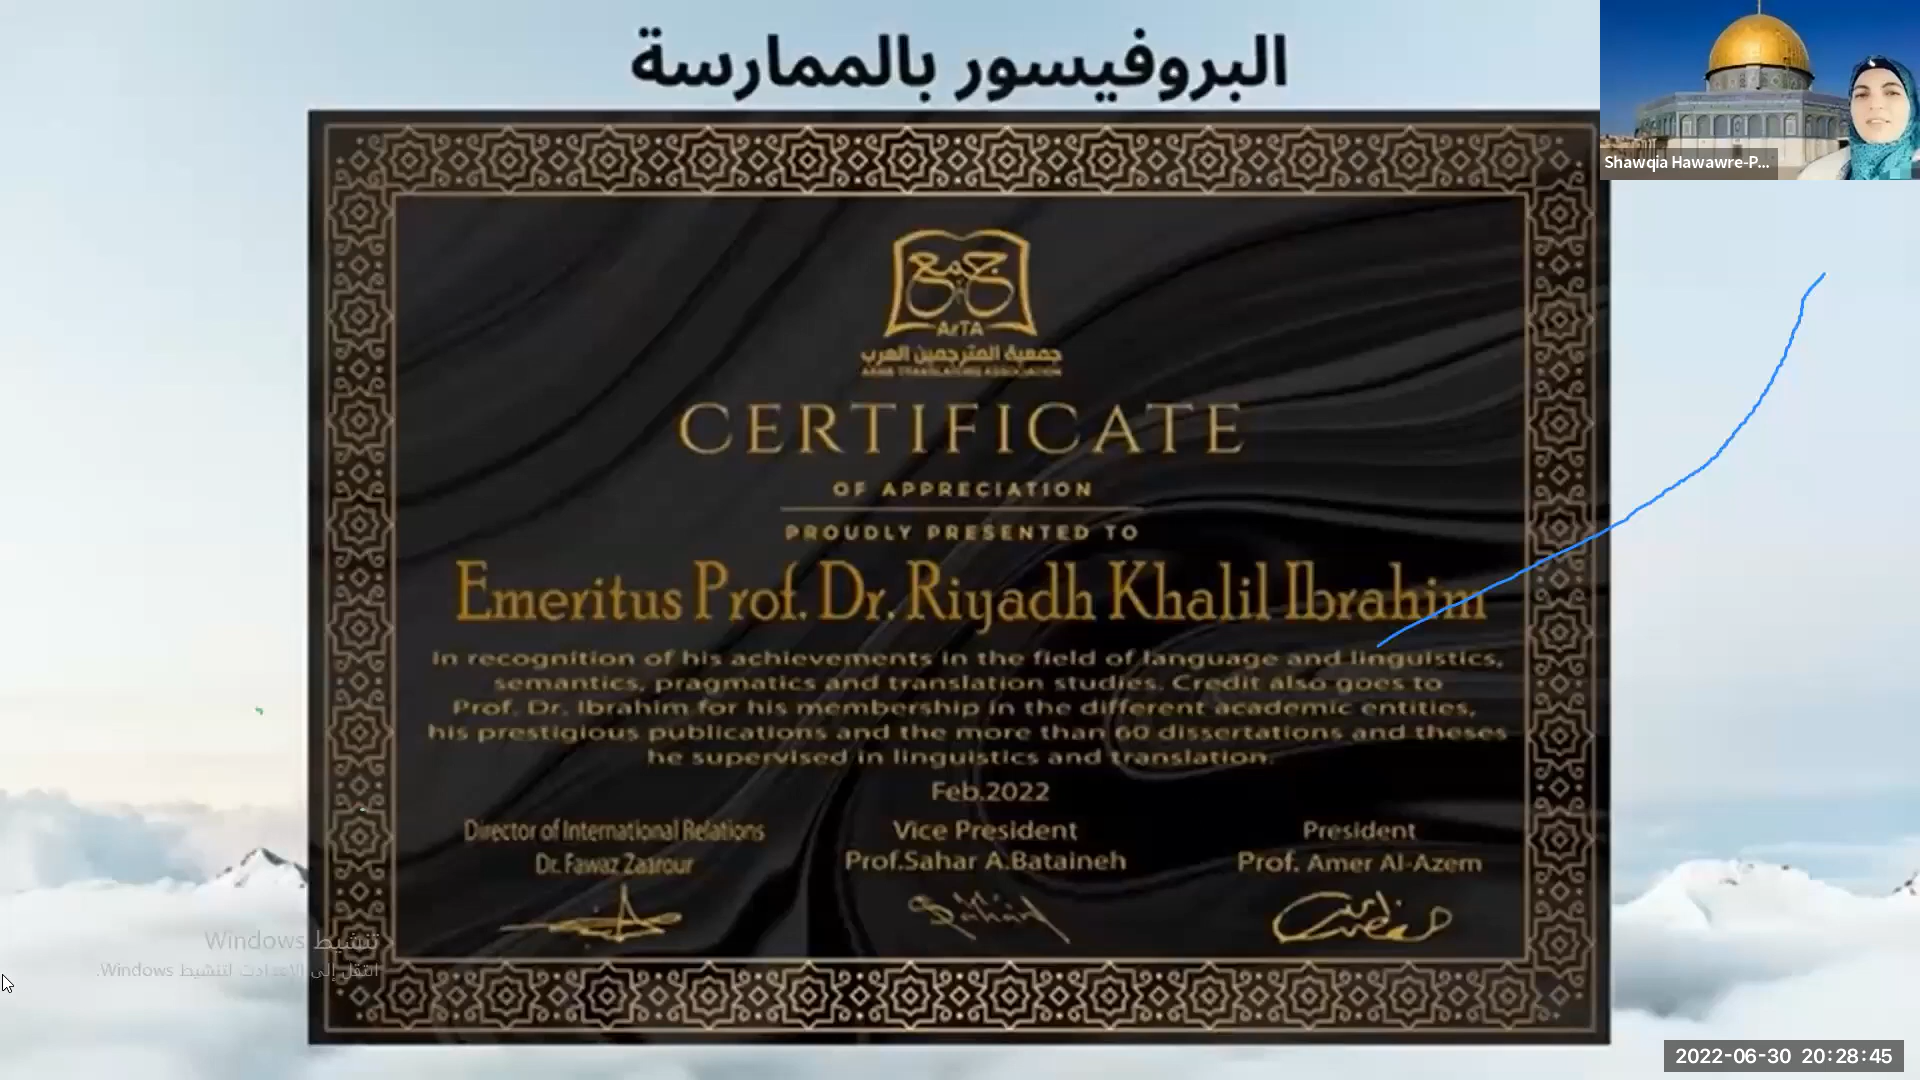 البروفيسور بالممارسة
Shawqia Hawawre-P...
جمع
ArTA
جمعية المترجمين العرب
ARAB TRANSLATORS ASSOCIATION
CERTIFICATE
OF APPRECIATION
PROUDLY PRESENTED TO
Emeritus Prof. Dr. Riyadh Khalil Ibrahim
In recognition of his achievements in the field of language and linguistics,
semantics, pragmatics and translation studies. Credit also goes to
Prof. Dr. Ibrahim for his membership in the different academic entities,
his prestigious publications and the more than 60 dissertations and theses
he supervised in linguistics and translation.
Feb.2022
Director of International Relations
Dr. Fawaz Zaarour
Vice President
Prof.Sahar A.Bataineh
President
Prof. Amer Al-Azem
تنشيط Windows
انتقل إلى الإعدادات لتنشيط Windows.
2022-06-30 20:28:45